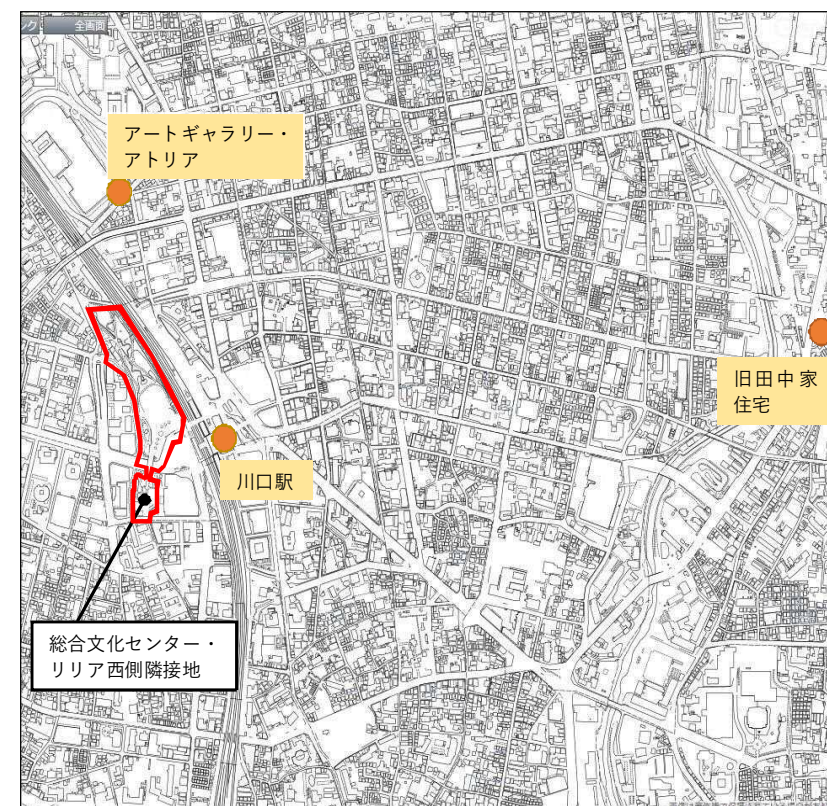 全画面
アートギャラリー・
アトリア
旧田中家
住宅
川口駅
総合文化センター・
リリア西側隣接地